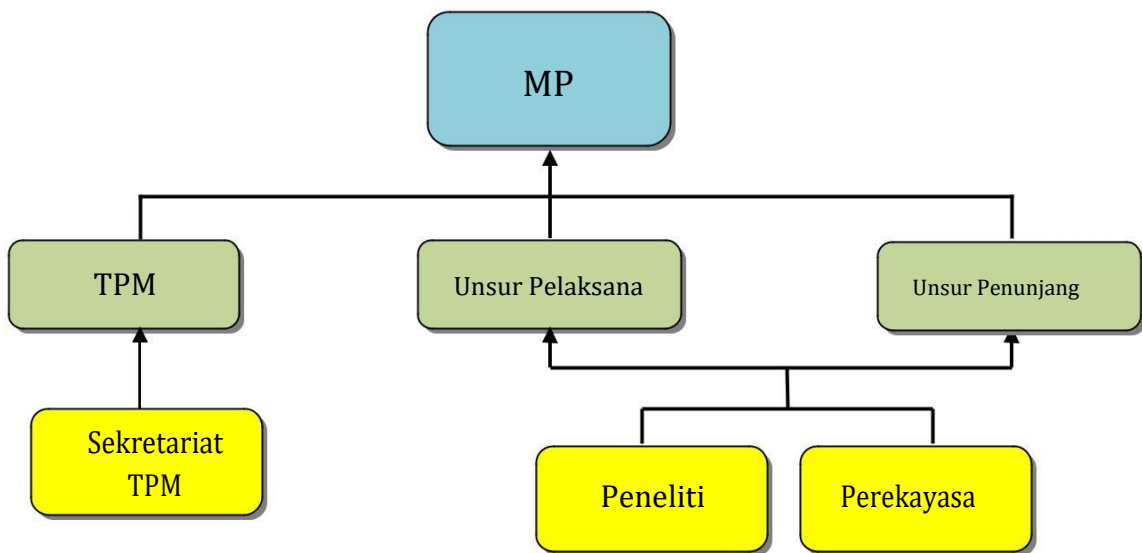 MP
TPM
Unsur Pelaksana
Unsur Penunjang
Sekretariat
TPM
Peneliti
Perekayasa